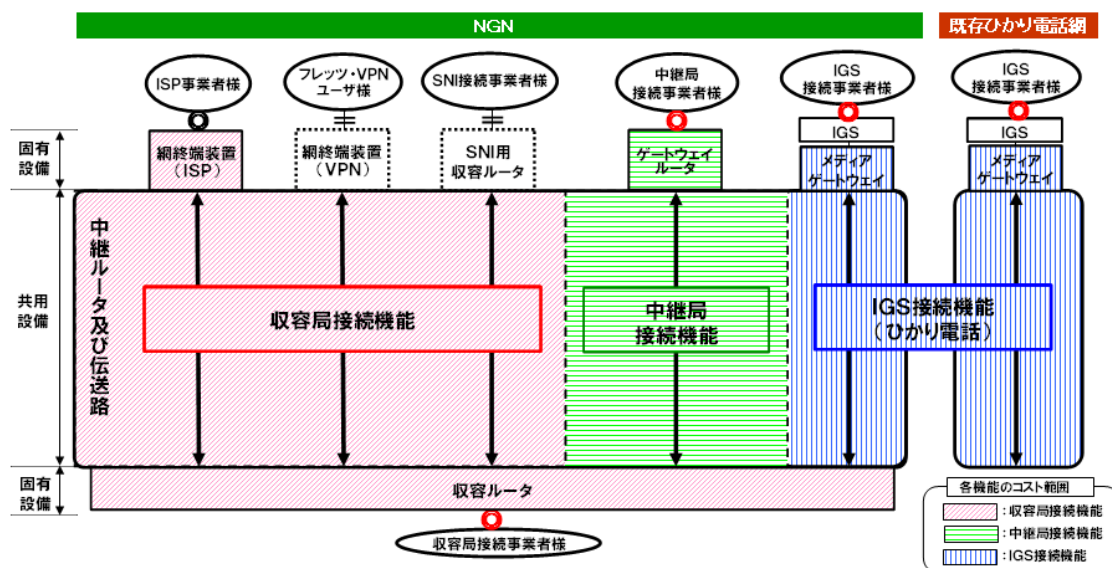 NGN
既存ひかり電話網
ISP事業者様
フレッツ・VPN
ユーザ様
SNI接続事業者様
中継局
接続事業者様
IGS
接続事業者様
IGS
接続事業者様
固有
設備
網終端装置
(ISP)
網終端装置
(VPN)
SNI用
収容ルータ
ゲートウェイ
ルータ
IGS
メディア
ゲートウェイ
IGS
メディア
ゲートウェイ
共用
設備
中継ルータ及び伝送路
収容局接続機能
中継局
接続機能
IGS接続機能
(ひかり電話)
固有
設備
収容ルータ
収容局接続事業者様
各機能のコスト範囲
:収容局接続機能
:中継局接続機能
:IGS接続機能